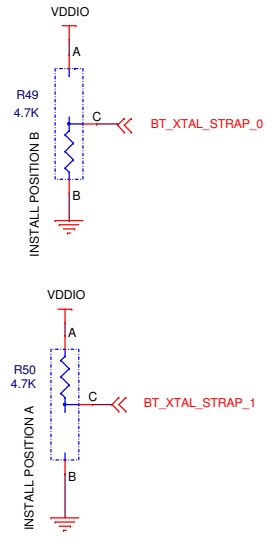 VDDIO
A
R49
4.7K
C
BT_XTAL_STRAP_0
B
INSTALL POSITION B
VDDIO
A
R50
4.7K
C
BT_XTAL_STRAP_1
B
INSTALL POSITION A